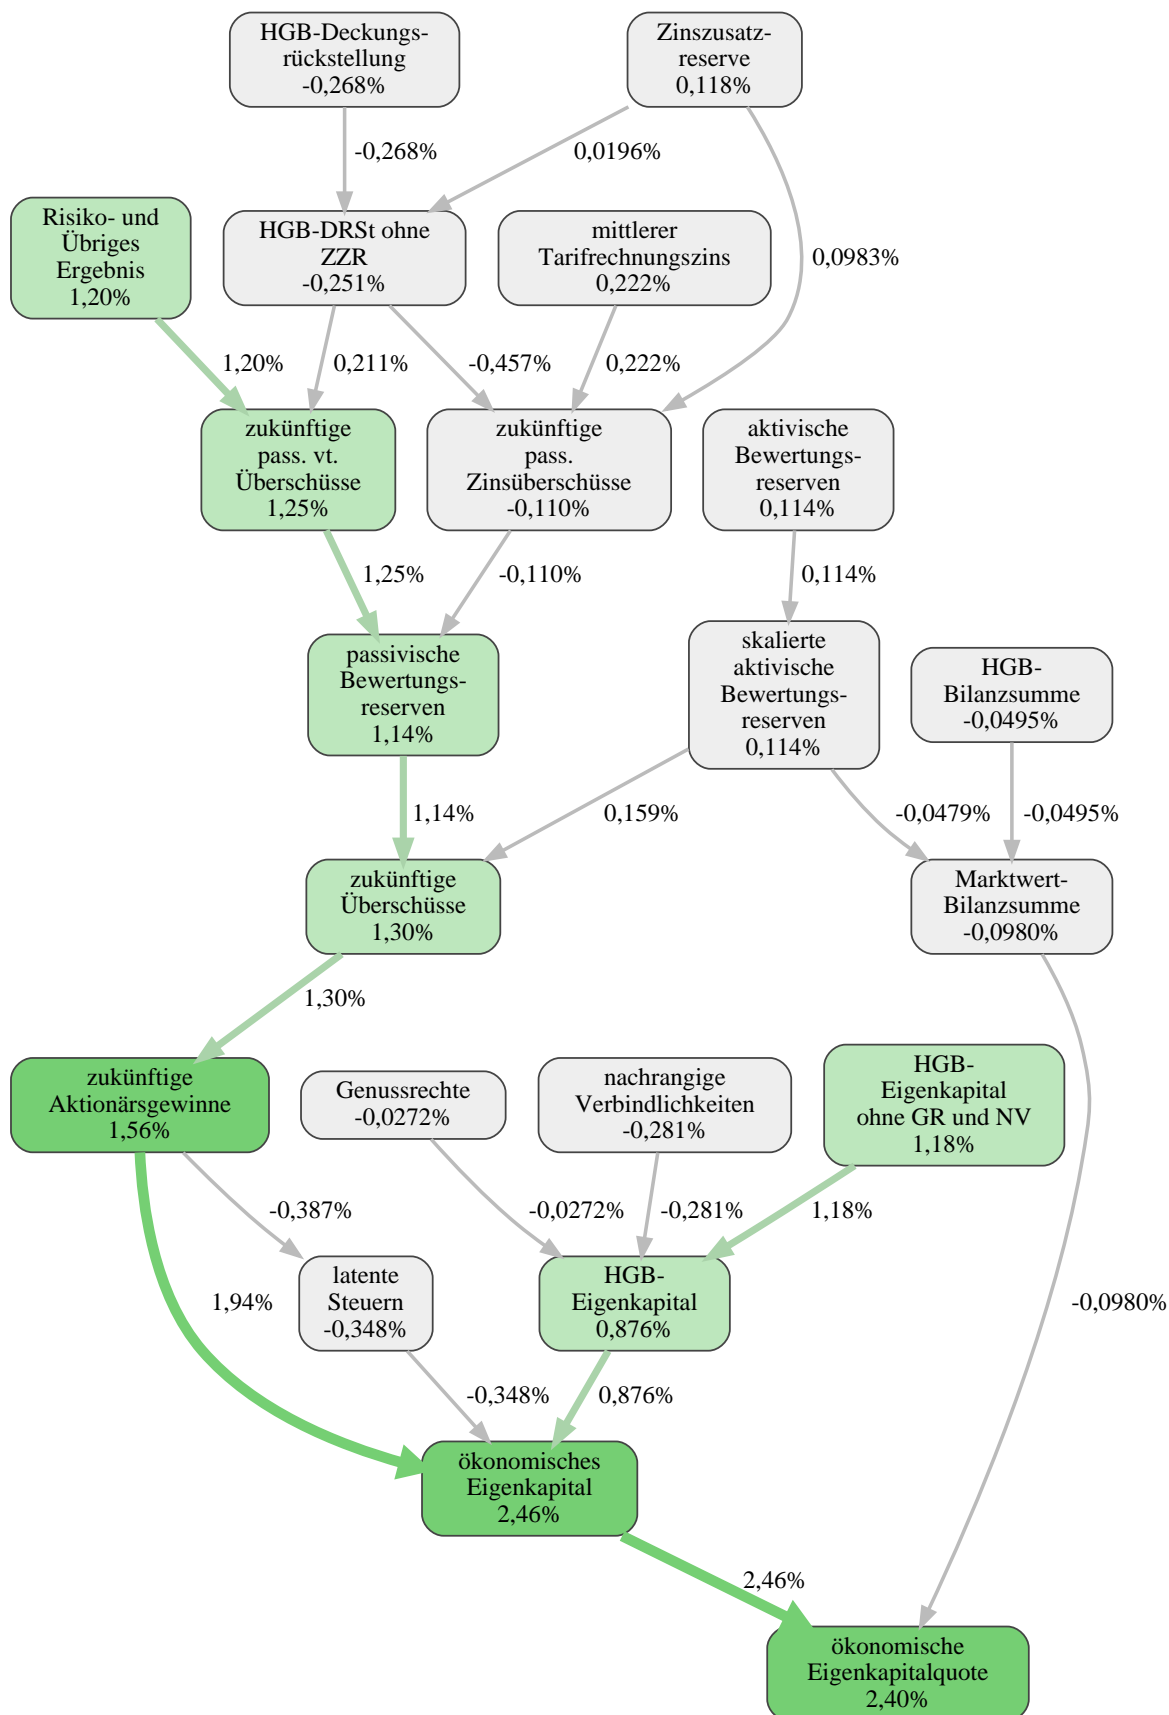 HGB-Deckungs-
rückstellung
-0,268%
Zinszusatz-
reserve
0,118%
-0,268%
0,0196%
Risiko- und
Übriges
Ergebnis
1,20%
HGB-DRSt ohne
ZZR
-0,251%
mittlerer
Tarifrechnungszins
0,222%
0,0983%
1,20%
0,211%
-0,457%
0,222%
zukünftige
pass. vt.
Überschüsse
1,25%
zukünftige
pass.
Zinsüberschüsse
-0,110%
aktivische
Bewertungs-
reserven
0,114%
1,25%
-0,110%
0,114%
passivische
Bewertungs-
reserven
1,14%
skalierte
aktivische
Bewertungs-
reserven
0,114%
HGB-
Bilanzsumme
-0,0495%
1,14%
0,159%
-0,0479%
-0,0495%
zukünftige
Überschüsse
1,30%
Marktwert-
Bilanzsumme
-0,0980%
1,30%
zukünftige
Aktionärsgewinne
1,56%
Genussrechte
-0,0272%
nachrangige
Verbindlichkeiten
-0,281%
HGB-
Eigenkapital
ohne GR und NV
1,18%
-0,387%
-0,0272%
-0,281%
1,18%
1,94%
latente
Steuern
-0,348%
HGB-
Eigenkapital
0,876%
-0,0980%
-0,348%
0,876%
ökonomisches
Eigenkapital
2,46%
2,46%
ökonomische
Eigenkapitalquote
2,40%